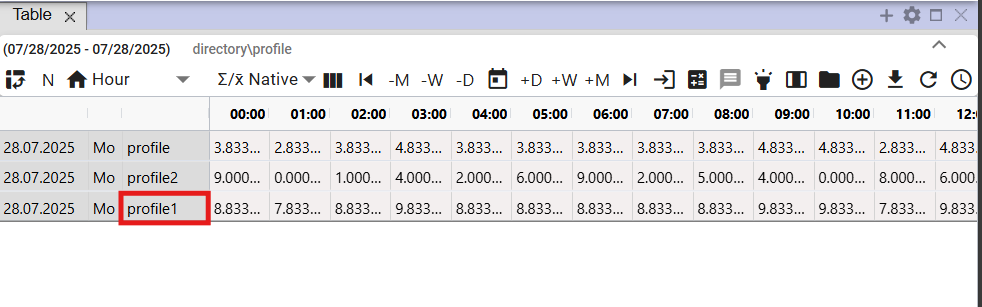 Table
(07/28/2025 - 07/28/2025) directory\profile
N Hour Σ/x̄ Native -M -W -D +D +W +M
00:00 01:00 02:00 03:00 04:00 05:00 06:00 07:00 08:00 09:00 10:00 11:00 12:
28.07.2025 Mo profile 3.833... 2.833... 3.833... 4.833... 3.833... 3.833... 3.833... 3.833... 3.833... 4.833... 4.833... 2.833... 4.833
28.07.2025 Mo profile2 9.000... 0.000... 1.000... 4.000... 2.000... 6.000... 9.000... 2.000... 5.000... 4.000... 0.000... 8.000... 6.000
28.07.2025 Mo profile1 8.833... 7.833... 8.833... 9.833... 8.833... 8.833... 8.833... 8.833... 8.833... 9.833... 9.833... 7.833... 9.833